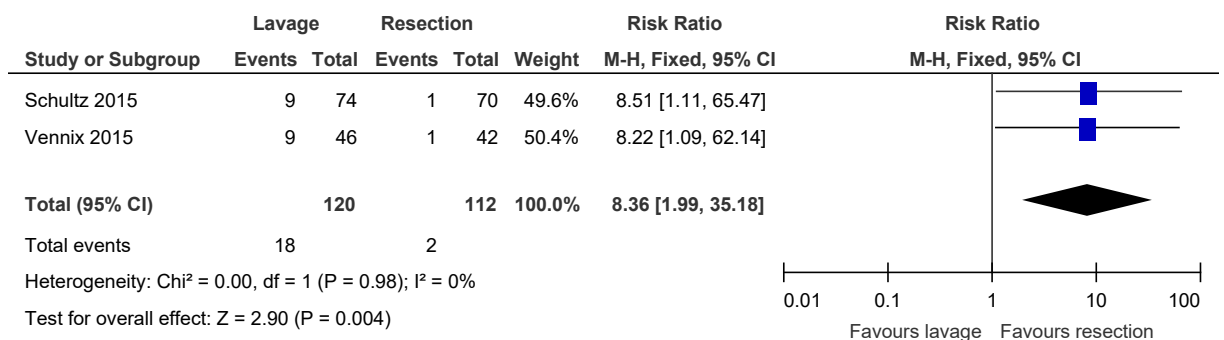 Lavage Resection Risk Ratio Risk Ratio
Study or Subgroup Events Total Events Total Weight M-H, Fixed, 95% CI M-H, Fixed, 95% CI
Schultz 2015 9 74 1 70 49.6% 8.51 [1.11, 65.47]
Vennix 2015 9 46 1 42 50.4% 8.22 [1.09, 62.14]
Total (95% CI) 120 112 100.0% 8.36 [1.99, 35.18]
Total events 18 2
Heterogeneity: Chi² = 0.00, df = 1 (P = 0.98); I² = 0%
Test for overall effect: Z = 2.90 (P = 0.004)
0.01 0.1 1 10 100
Favours lavage Favours resection